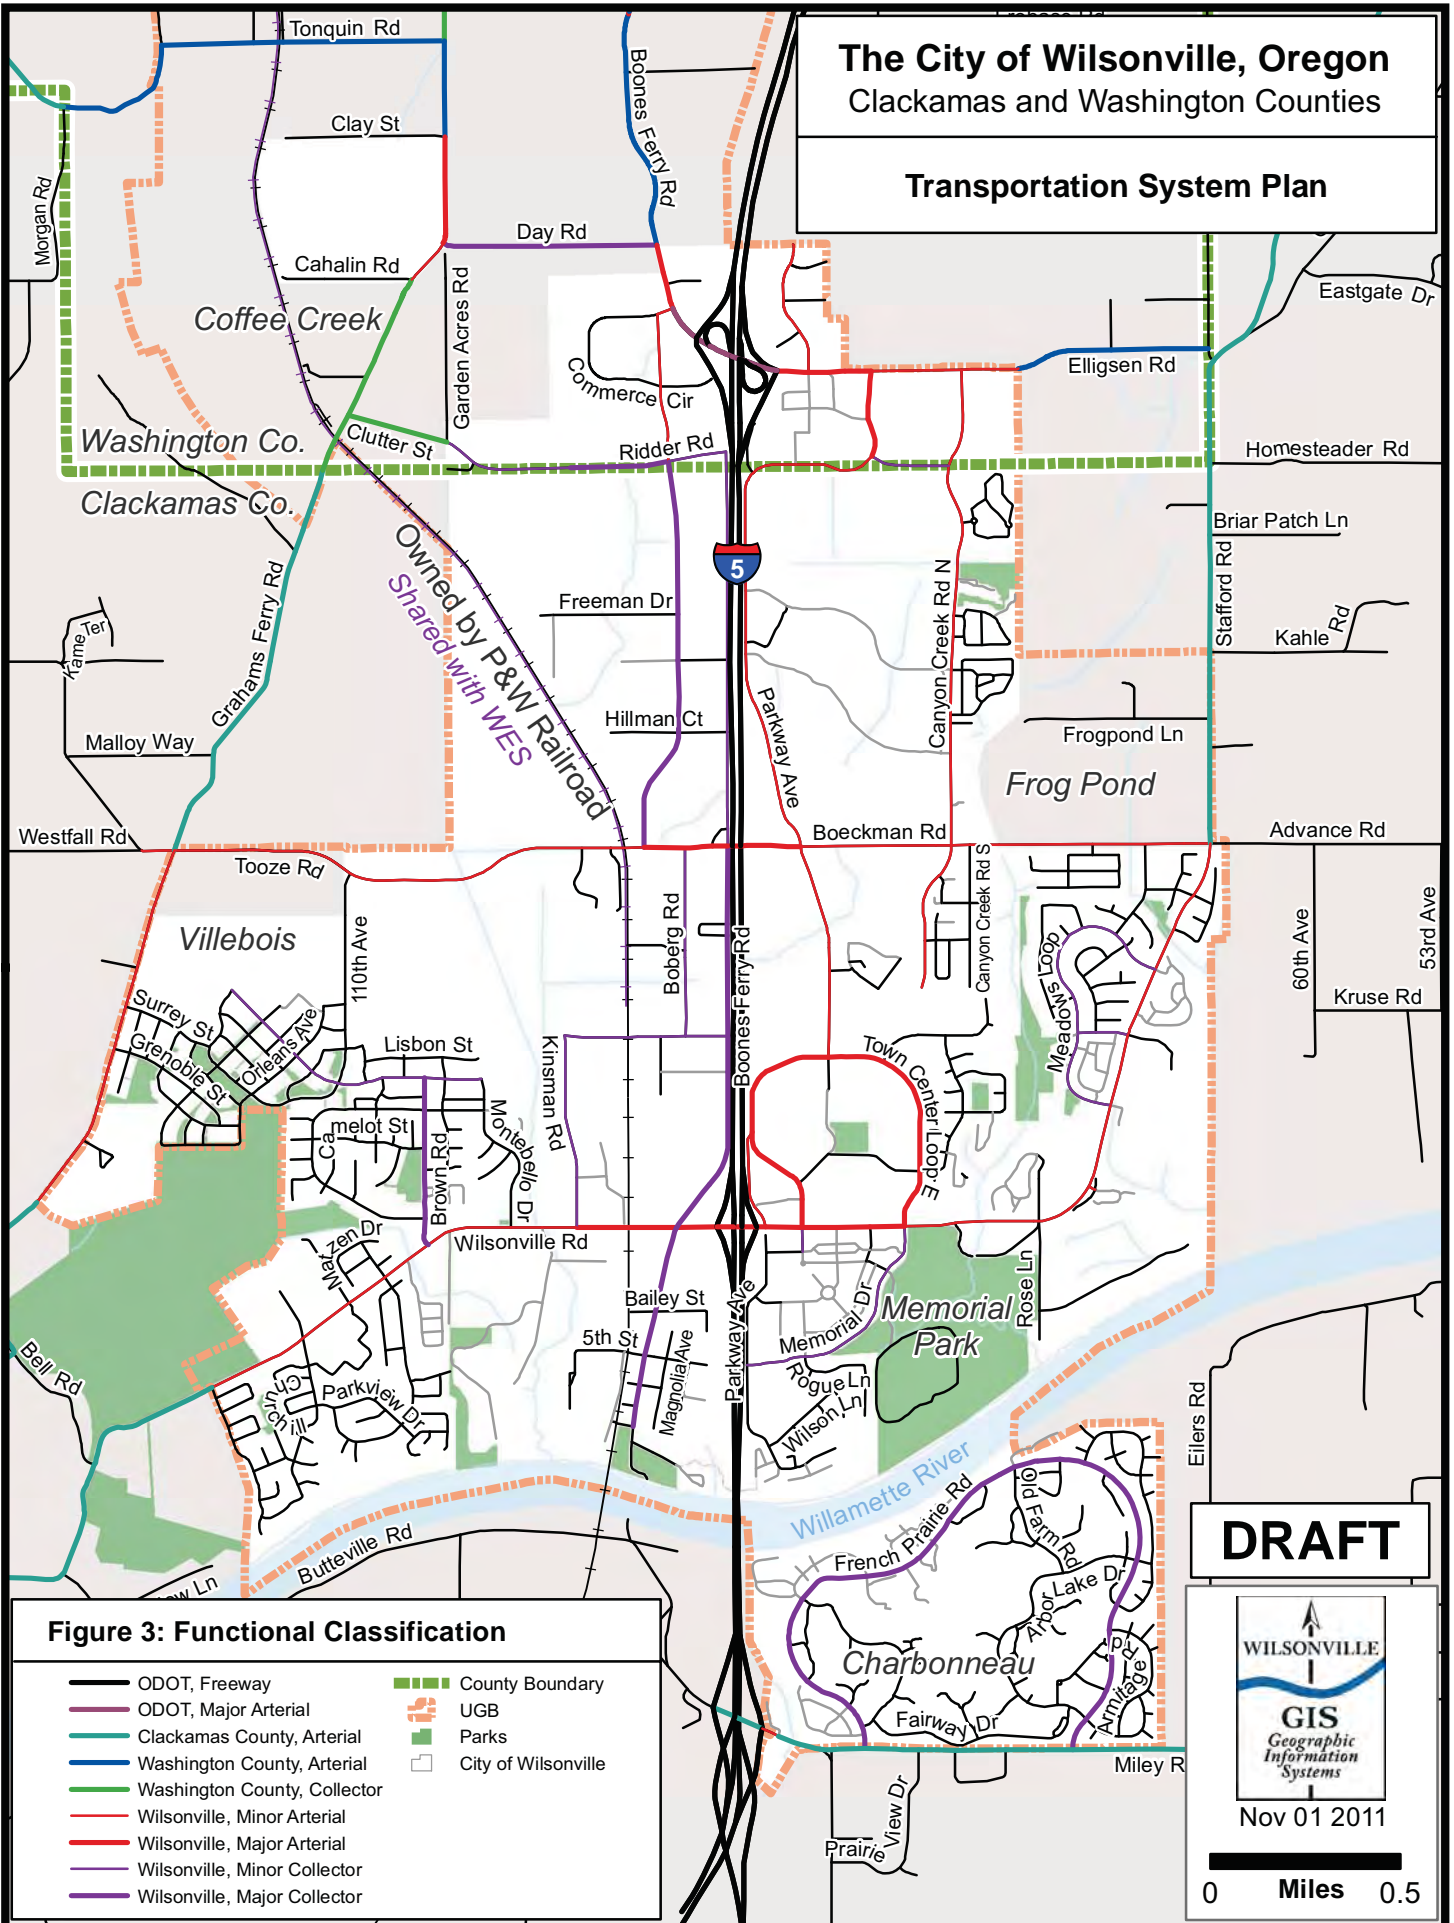 The City of Wilsonville, Oregon
Clackamas and Washington Counties
Transportation System Plan
Tonquin Rd
Boones Ferry Rd
Clay St
Morgan Rd
Day Rd
Cahalin Rd
Eastgate Dr
Coffee Creek
Garden Acres Rd
Elligsen Rd
Commerce Cir
Washington Co.
Clutter St
Ridder Rd
Homesteader Rd
Clackamas Co.
Briar Patch Ln
5
Owned by P&W Railroad
Shared with WES
Grahams Ferry Rd
Freeman Dr
Canyon Creek Rd N
Stafford Rd
Kahle Rd
Kame Ter
Hillman Ct
Parkway Ave
Malloy Way
Frogpond Ln
Frog Pond
Westfall Rd
Tooze Rd
Boeckman Rd
Advance Rd
Villebois
110th Ave
Boberg Rd
Boones Ferry Rd
Canyon Creek Rd S
Meadows Loop
60th Ave
53rd Ave
Kruse Rd
Surrey St
Grenoble St
Orleans Ave
Lisbon St
Kinsman Rd
Town Center Loop E
Camelot St
Brown Rd
Montebello Dr
Wilsonville Rd
Matzen Dr
Rose Ln
Bailey St
Parkway Ave
Memorial Dr
Memorial
Park
5th St
Magnolia Ave
Bell Rd
Rogue Ln
Wilson Ln
Churchill
Parkview Dr
Eilers Rd
Willamette River
French Prairie Rd
Old Farm Rd
Butteville Rd
Arbor Lake Dr
Charbonneau
Armitage Rd
Fairway Dr
Miley R
Prairie View Dr
DRAFT
Figure 3: Functional Classification
ODOT, Freeway
ODOT, Major Arterial
Clackamas County, Arterial
Washington County, Arterial
Washington County, Collector
Wilsonville, Minor Arterial
Wilsonville, Major Arterial
Wilsonville, Minor Collector
Wilsonville, Major Collector
County Boundary
UGB
Parks
City of Wilsonville
WILSONVILLE
GIS
Geographic
Information
Systems
Nov 01 2011
0 Miles 0.5